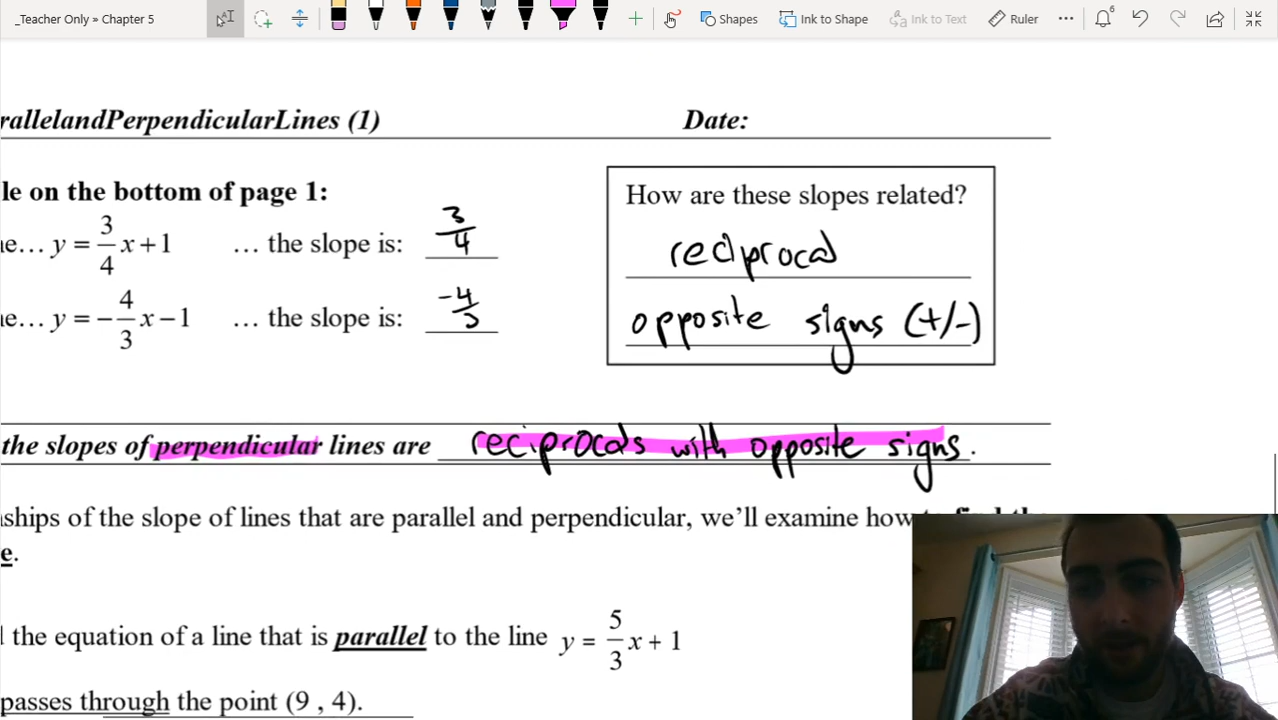 _Teacher Only » Chapter 5
Shapes
Ink to Shape
Ink to Text
Ruler
6
rallelandPerpendicularLines (1) Date:
le on the bottom of page 1:
ne… y = 3/4 x + 1 … the slope is: 3/4
ne… y = − 4/3 x − 1 … the slope is: -4/3
How are these slopes related?
reciprocal
opposite signs (+/-)
the slopes of perpendicular lines are reciprocals with opposite signs.
ships of the slope of lines that are parallel and perpendicular, we'll examine how
e.
the equation of a line that is parallel to the line y = 5/3 x + 1
passes through the point (9 , 4).